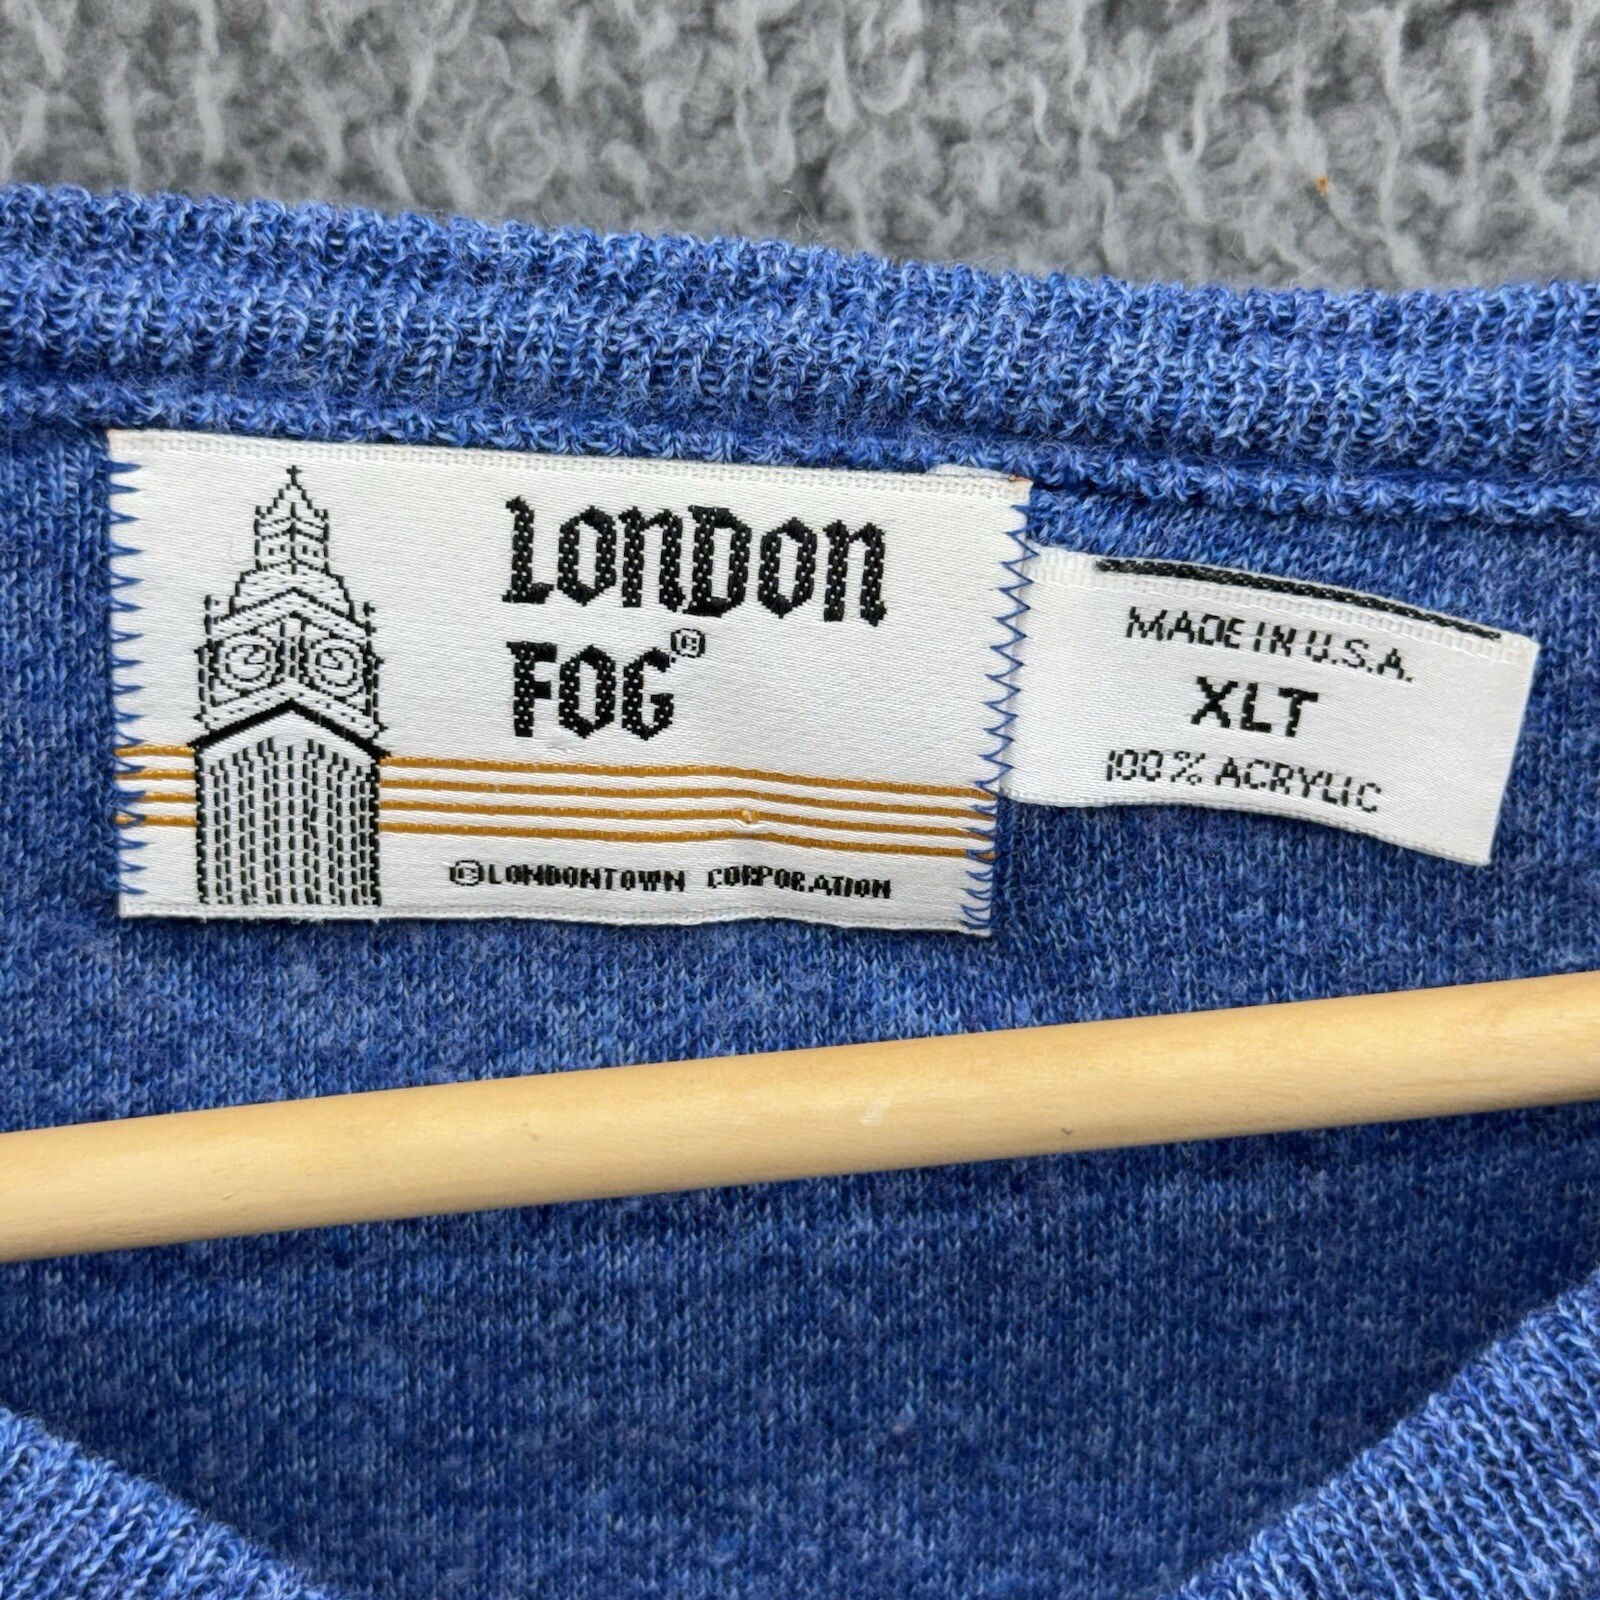 LONDON
FOG®
©LONDONTOWN CORPORATION
MADE IN U.S.A.
XLT
100% ACRYLIC